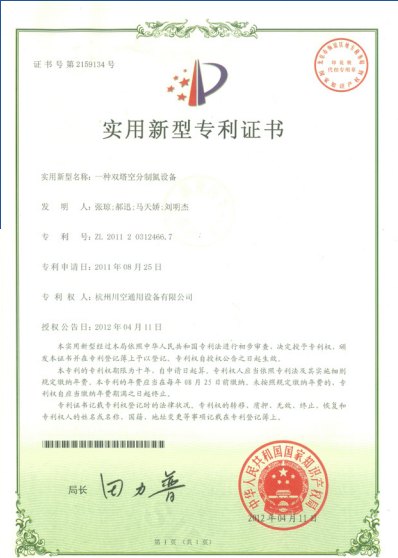 证书号第2159134号
实用新型专利证书
实用新型名称：一种双塔空分制氮设备
发 明 人：张琼;郝迅;马天妍;刘明杰
专 利 号：ZL 2011 2 0312466.7
专利申请日：2011年08月25日
专 利 权 人：杭州川空通用设备有限公司
授权公告日：2012年04月11日
本实用新型经过本局依照中华人民共和国专利法进行初步审查，决定授予专利权，颁
发本证书并在专利登记簿上予以登记。专利权自授权公告之日起生效。
本专利的专利权期限为十年，自申请日起算。专利权人应当依照专利法及其实施细则
规定缴纳年费。本专利的年费应当在每年08月25日前缴纳。未按照规定缴纳年费的，专
利权自应当缴纳年费期满之日起终止。
专利证书记载专利权登记时的法律状况。专利权的转移、质押、无效、终止、恢复和
专利权人的姓名或名称、国籍、地址变更等事项记载在专利登记簿上。
局长
田力普
中华人民共和国国家知识产权局
2012年04月11日
第1页（共1页）